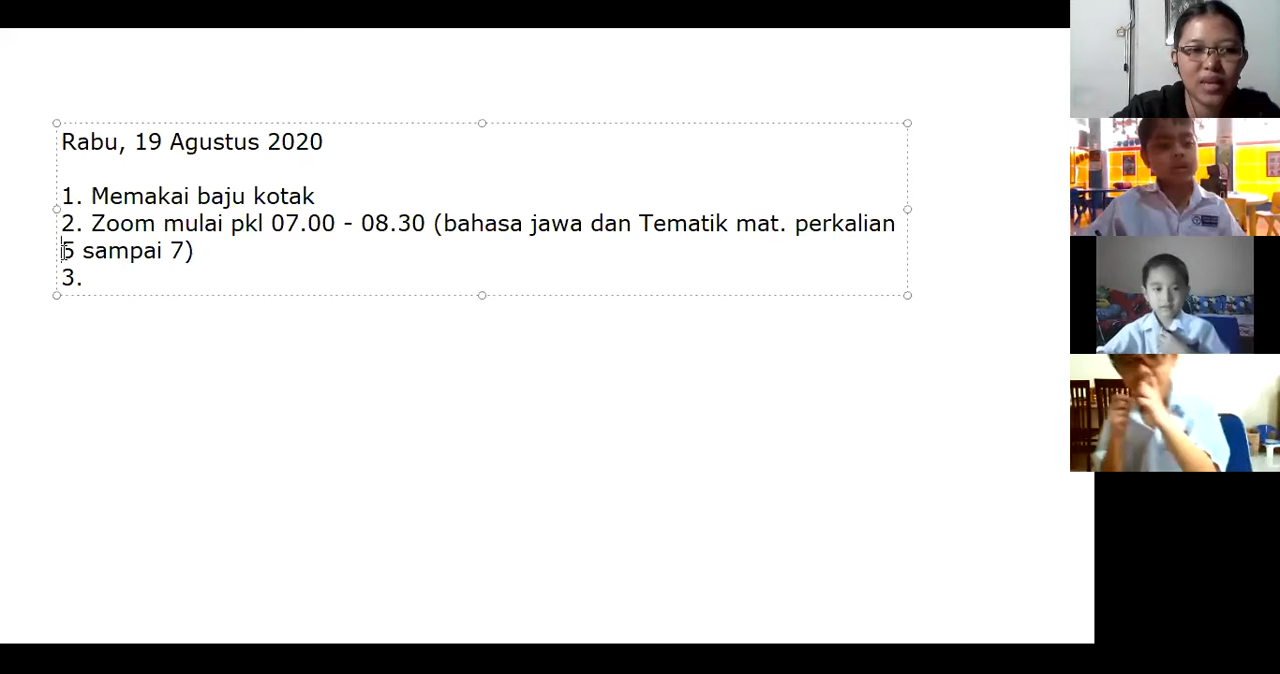 Rabu, 19 Agustus 2020
1. Memakai baju kotak
2. Zoom mulai pkl 07.00 - 08.30 (bahasa jawa dan Tematik mat. perkalian
5 sampai 7)
3.